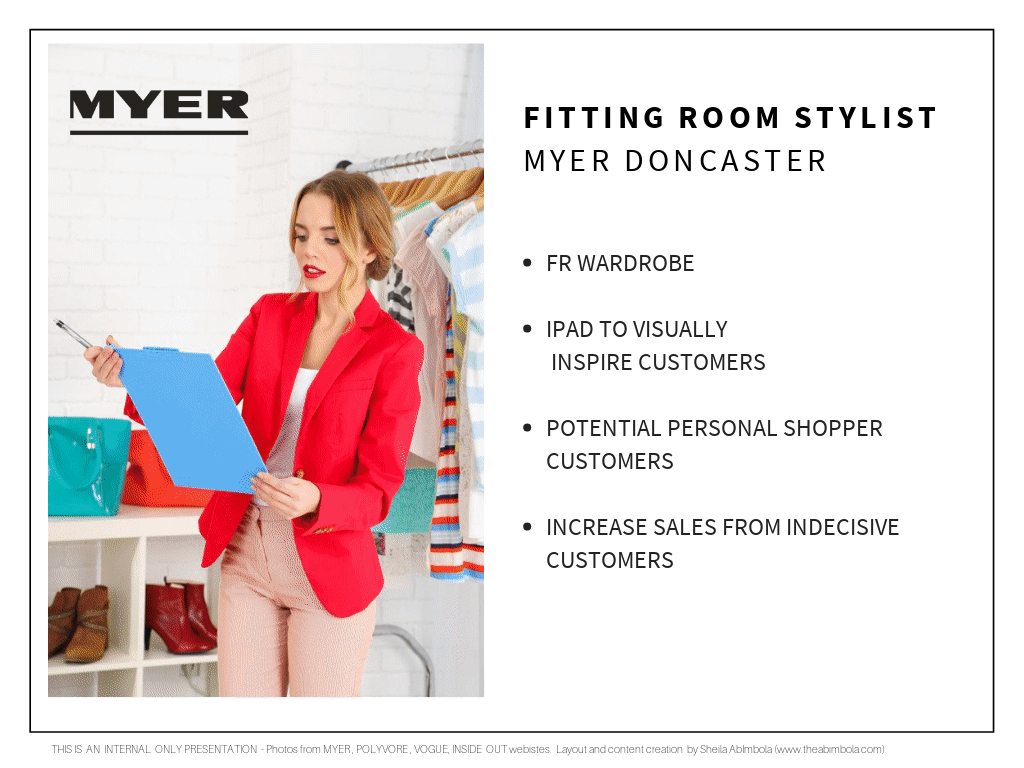 MYER
FITTING ROOM STYLIST
MYER DONCASTER
• FR WARDROBE
• IPAD TO VISUALLY
INSPIRE CUSTOMERS
• POTENTIAL PERSONAL SHOPPER
CUSTOMERS
• INCREASE SALES FROM INDECISIVE
CUSTOMERS
THIS IS AN INTERNAL ONLY PRESENTATION - Photos from MYER, POLYVORE, VOGUE, INSIDE OUT webistes. Layout and content creation by Sheila AbImbola (www.theabimbola.com)